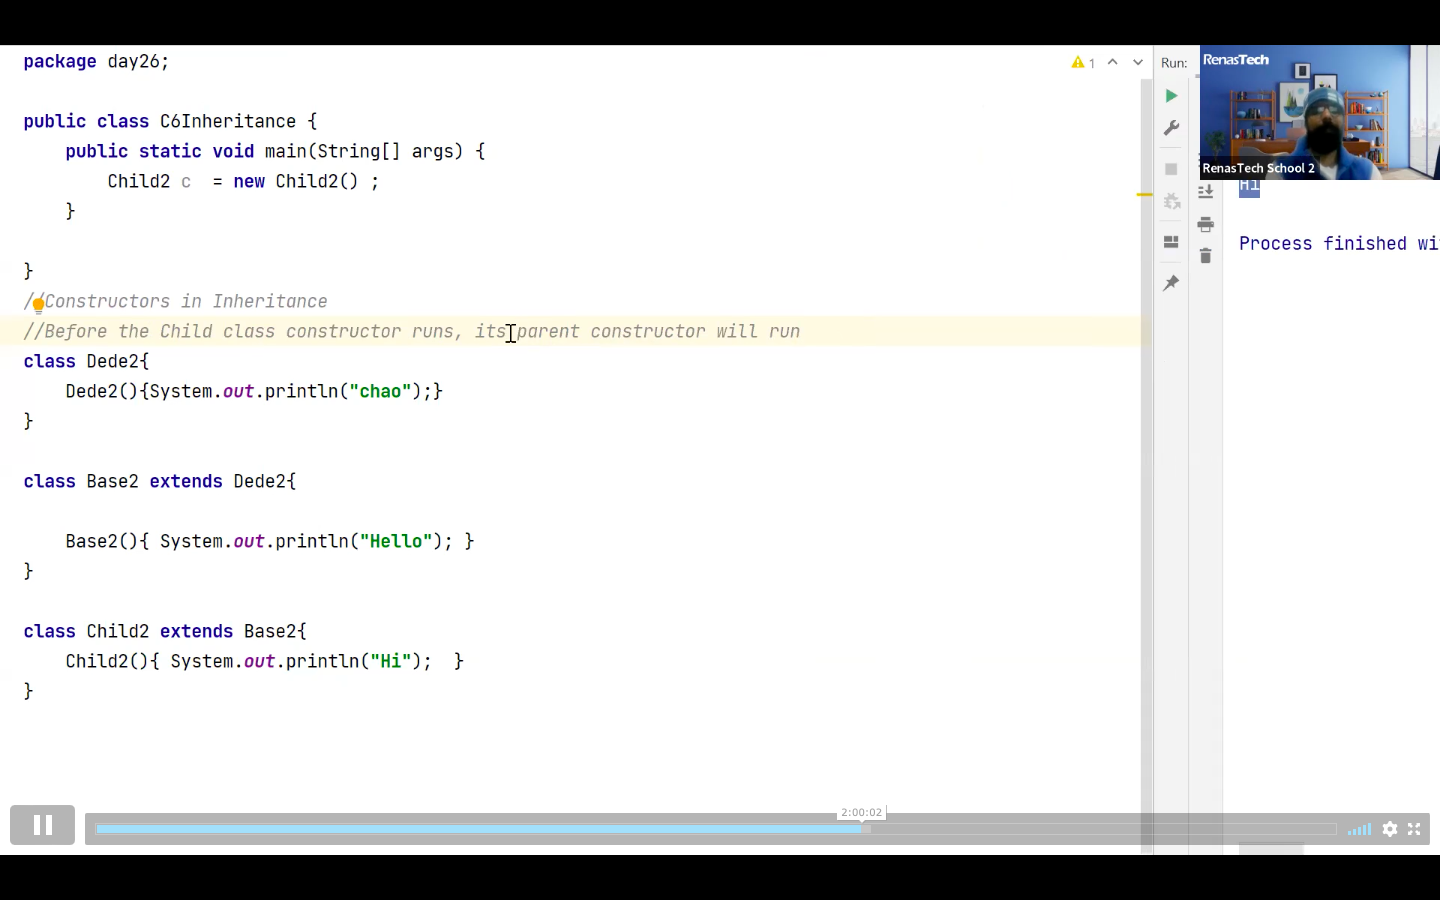 package day26;
1
Run:
RenasTech
public class C6Inheritance {
public static void main(String[] args) {
Child2 c  = new Child2() ;
}
}
RenasTech School 2
Hi
Process finished wi
//Constructors in Inheritance
//Before the Child class constructor runs, its parent constructor will run
class Dede2{
Dede2(){System.out.println("chao");}
}
class Base2 extends Dede2{
Base2(){ System.out.println("Hello"); }
}
class Child2 extends Base2{
Child2(){ System.out.println("Hi");  }
}
2:00:02